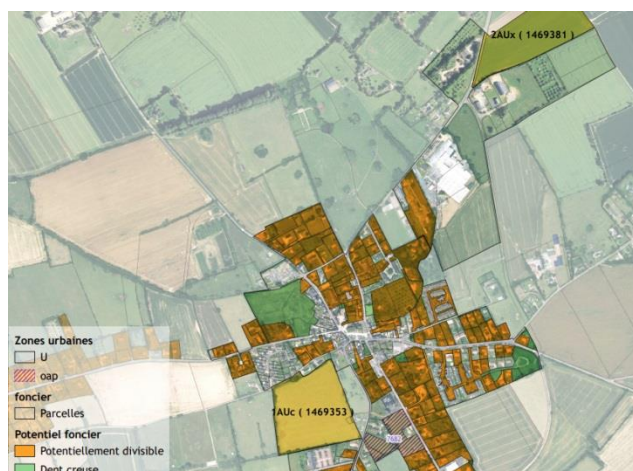 2AUx ( 1469381 )
1AUc ( 1469353 )
Zones urbaines
U
oap
foncier
Parcelles
Potentiel foncier
Potentiellement divisible
Dent creuse